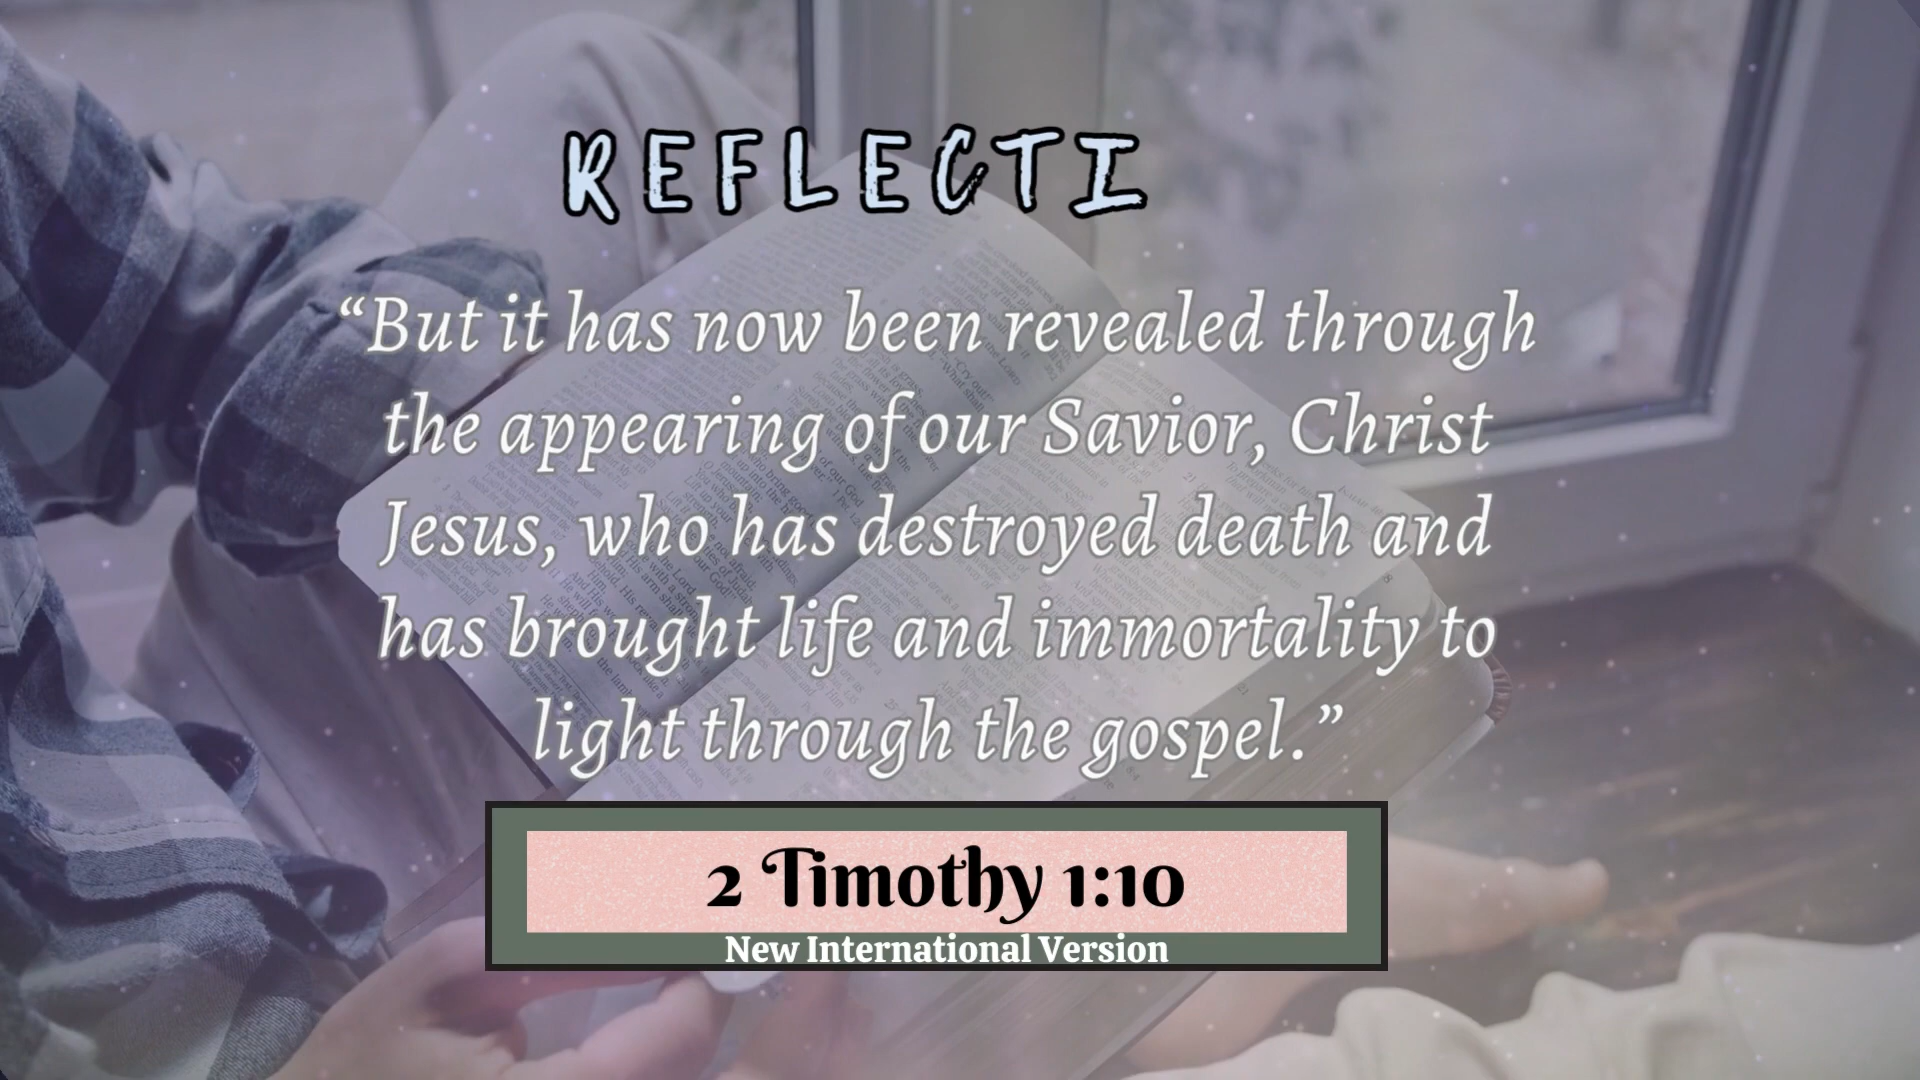 REFLECTI
“But it has now been revealed through
the appearing of our Savior, Christ
Jesus, who has destroyed death and
has brought life and immortality to
light through the gospel.”
2 Timothy 1:10
New International Version